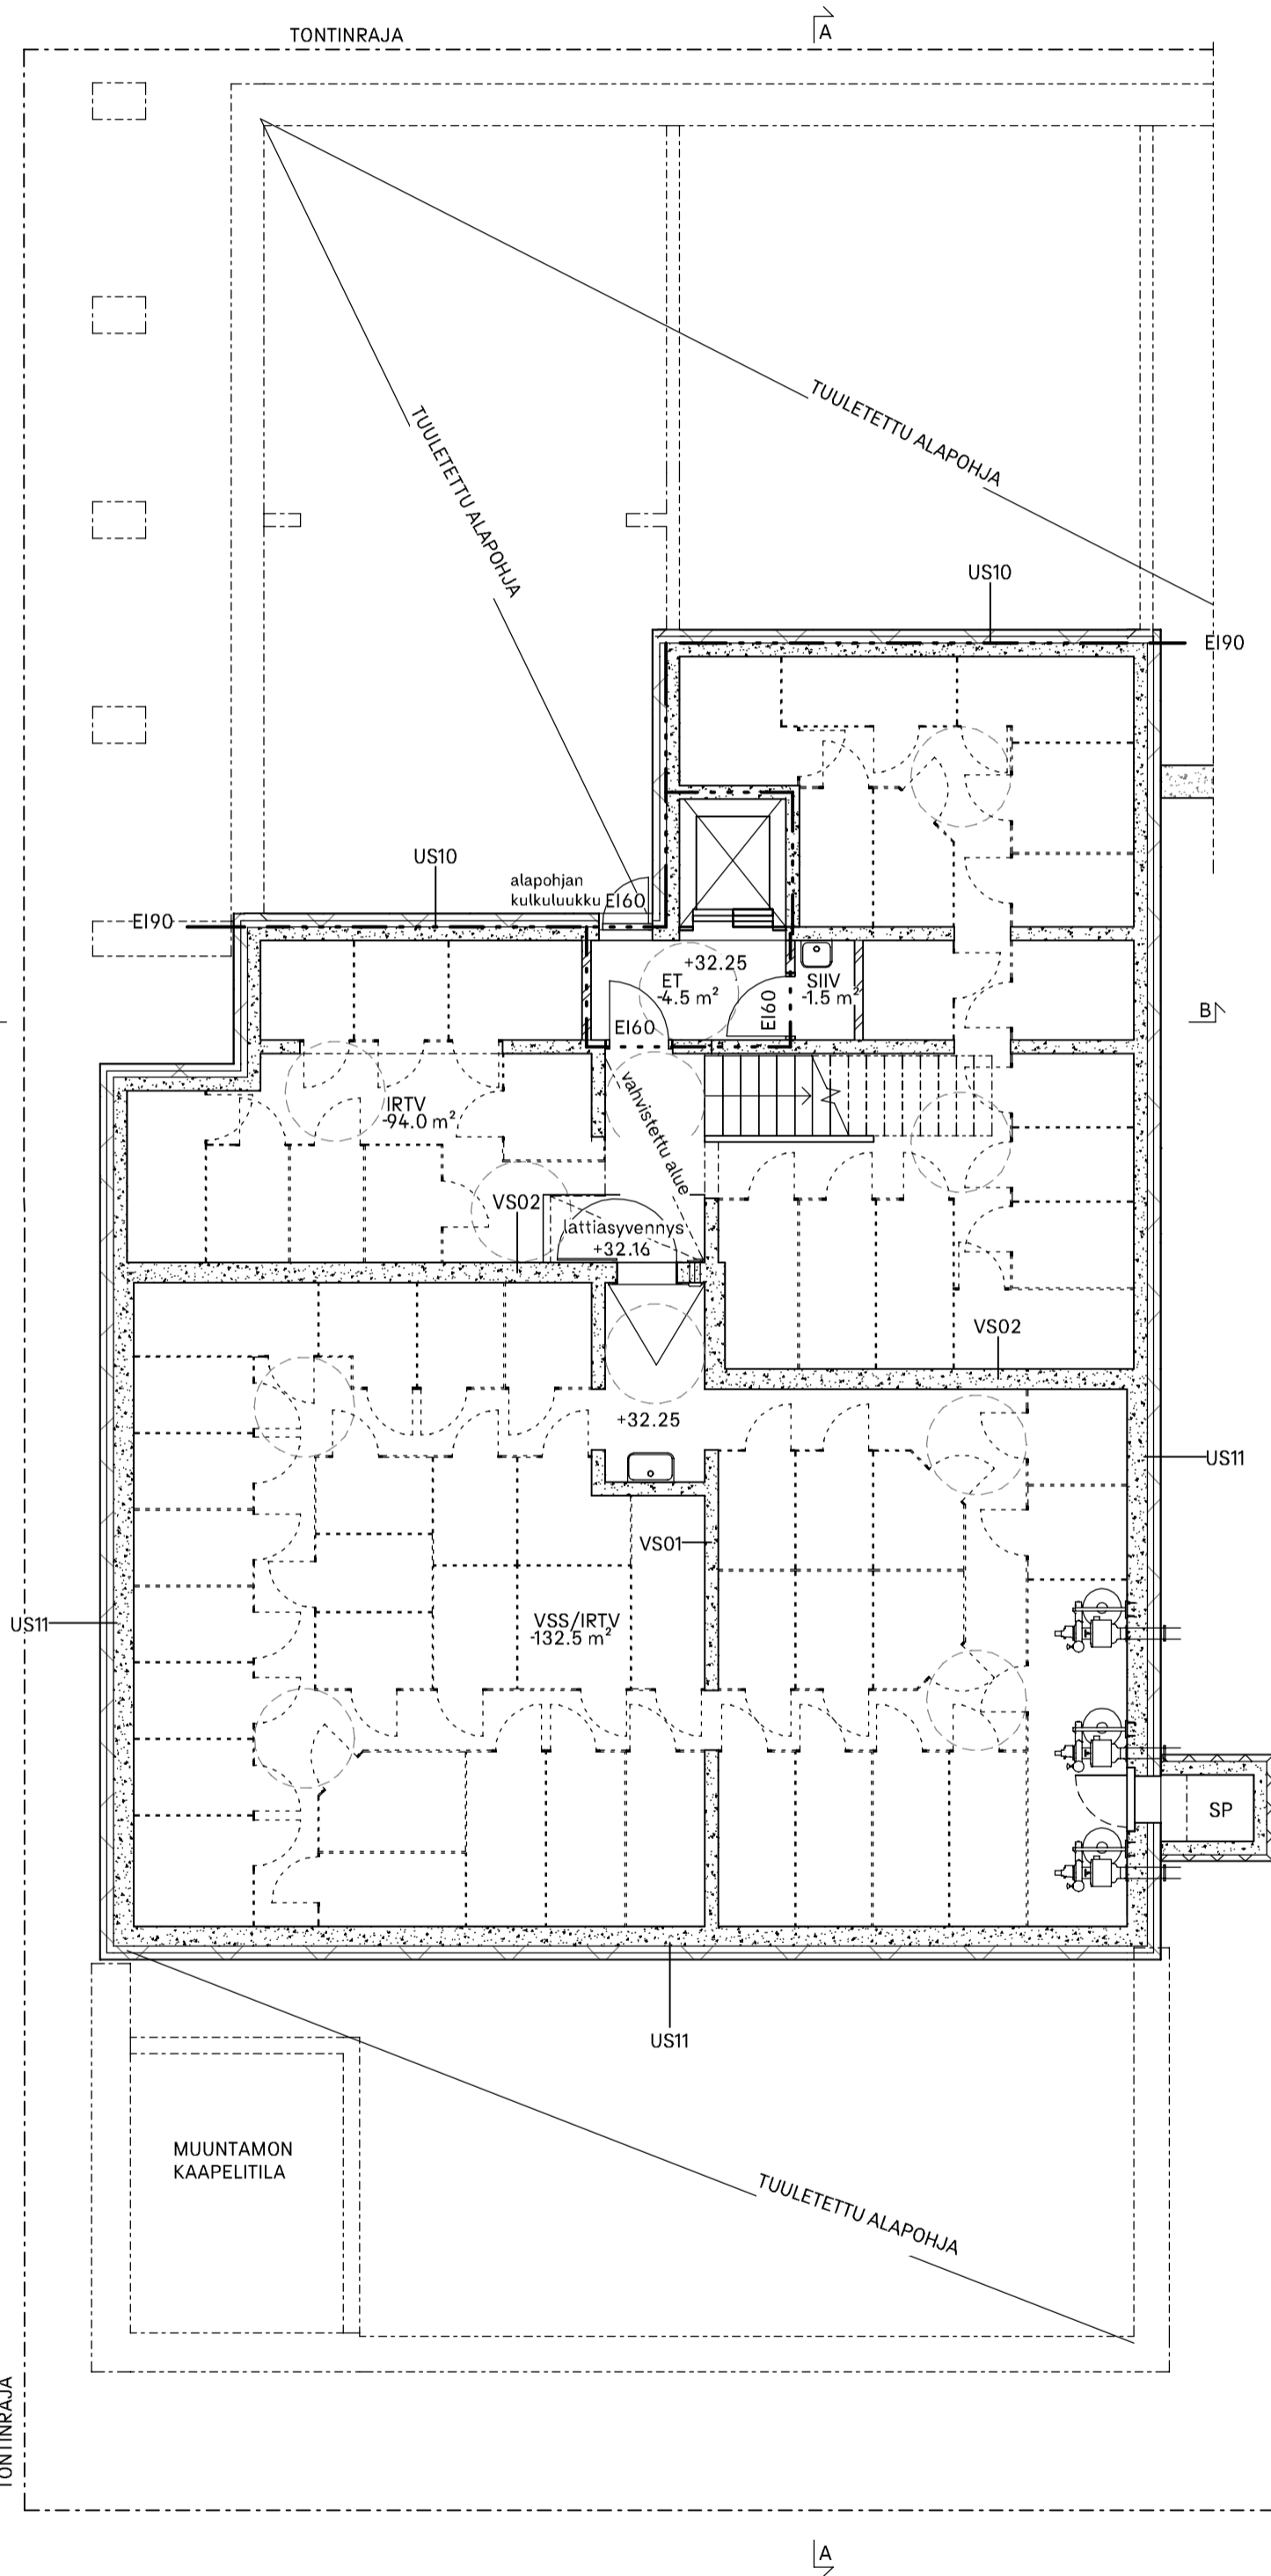 TONTINRAJA
A
TUULETETTU ALAPOHJA
TUULETETTU ALAPOHJA
US10
EI90
US10
alapohjan
kulkuluukku
EI60
EI90
+32.25
ET
-4.5 m²
SIIV
-1.5 m²
EI60
EI60
B
vahvistettu alue
IRTV
-94.0 m²
VS02
lattiasyvennys
+32.16
VS02
+32.25
US11
VS01
US11
VSS/IRTV
-132.5 m²
SP
US11
MUUNTAMON
KAAPELITILA
TUULETETTU ALAPOHJA
TONTINRAJA
A